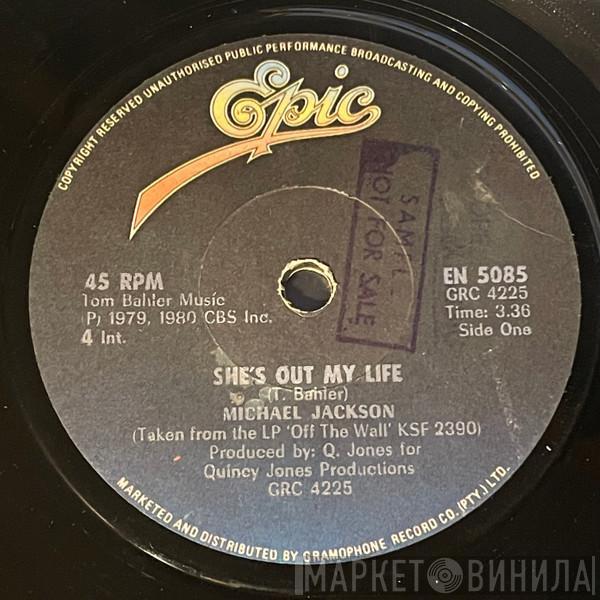 COPYRIGHT RESERVED UNAUTHORISED PUBLIC PERFORMANCE BROADCASTING AND COPYING PROHIBITED
Epic
SAMPLE
NOT FOR SALE
45 RPM
Tom Bahler Music
(P) 1979, 1980 CBS Inc.
4 Int.
EN 5085
GRC 4225
Time: 3.36
Side One
SHE'S OUT MY LIFE
(T. Bahler)
MICHAEL JACKSON
(Taken from the LP 'Off The Wall' KSF 2390)
Produced by: Q. Jones for
Quincy Jones Productions
GRC 4225
MARKETED AND DISTRIBUTED BY GRAMOPHONE RECORD CO. (PTY.) LTD.
МАРКЕТ ВИНИЛА